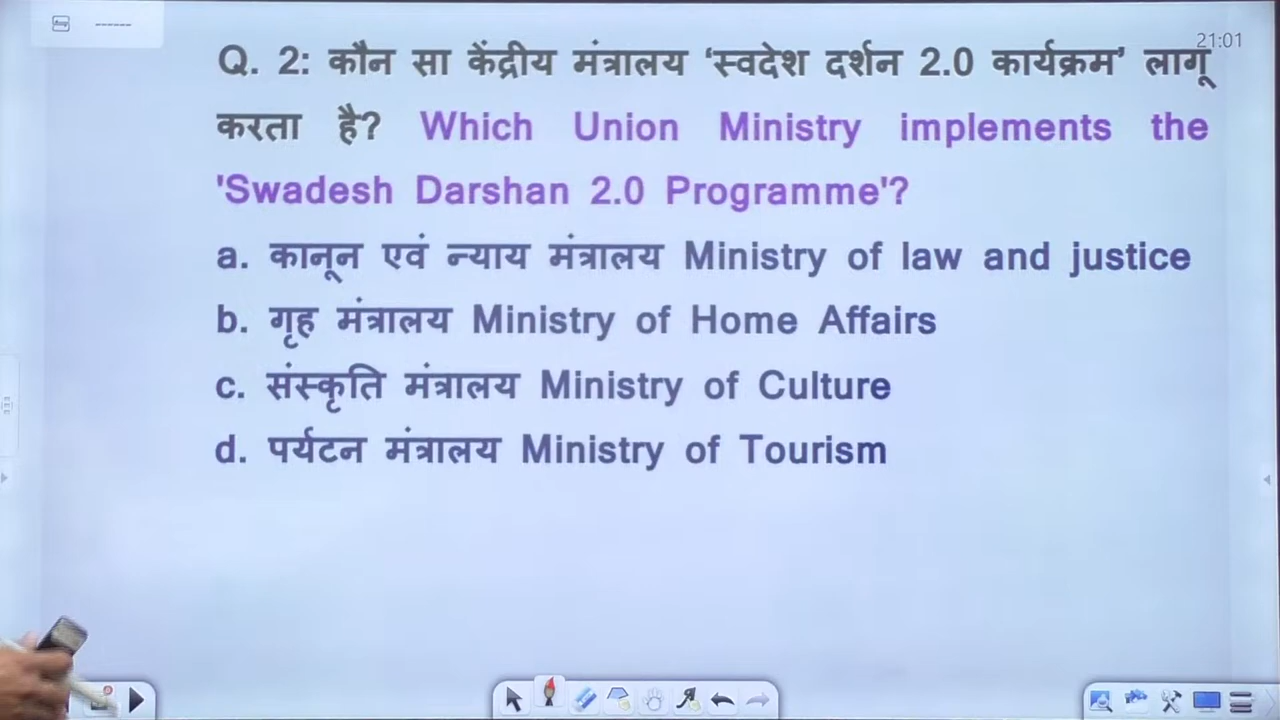 21:01
Q. 2: कौन सा केंद्रीय मंत्रालय ‘स्वदेश दर्शन 2.0 कार्यक्रम’ लागू
करता है? Which Union Ministry implements the
'Swadesh Darshan 2.0 Programme'?
a. कानून एवं न्याय मंत्रालय Ministry of law and justice
b. गृह मंत्रालय Ministry of Home Affairs
c. संस्कृति मंत्रालय Ministry of Culture
d. पर्यटन मंत्रालय Ministry of Tourism